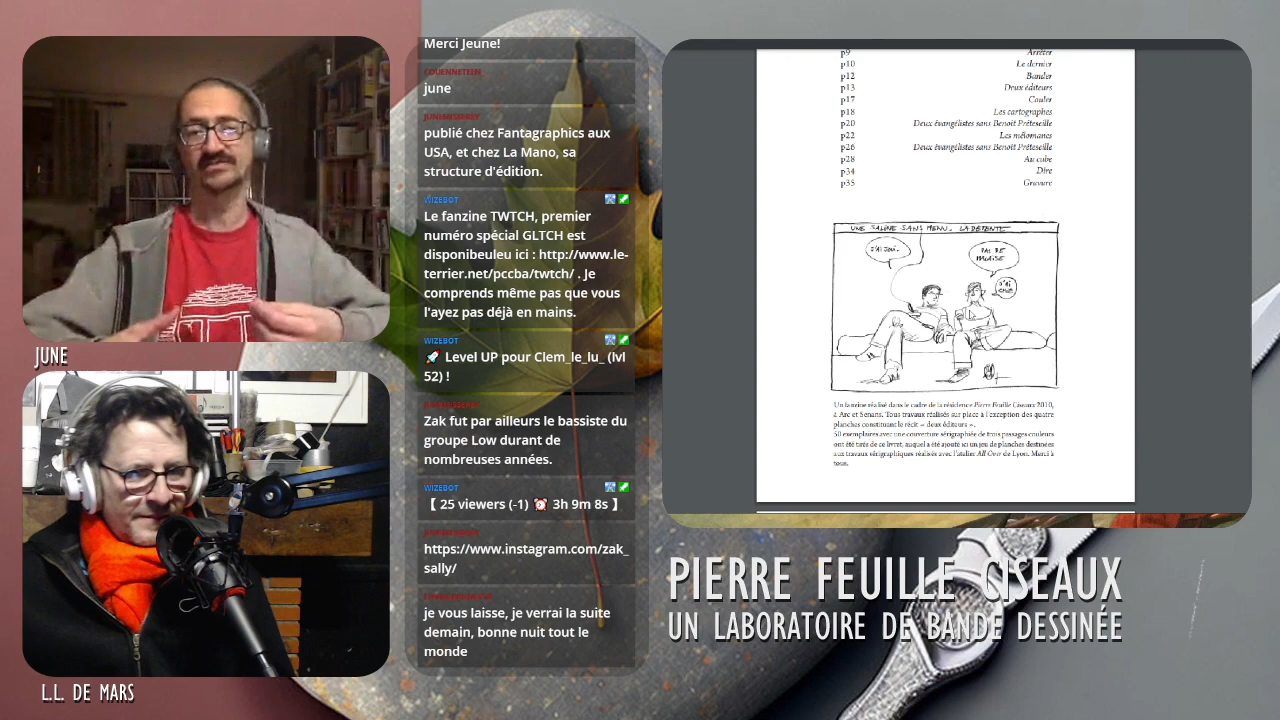 JUNE
L.L. DE MARS
Merci Jeune!
COUENNETEEN
june
publié chez Fantagraphics aux
USA, et chez La Mano, sa
structure d'édition.
WIZEBOT
Le fanzine TWTCH, premier
numéro spécial GLTCH est
disponibeuleu ici : http://www.le-
terrier.net/pccba/twtch/ . Je
comprends même pas que vous
l'ayez pas déjà en mains.
WIZEBOT
🚀 Level UP pour Clem_le_lu_ (lvl
52) !
Zak fut par ailleurs le bassiste du
groupe Low durant de
nombreuses années.
WIZEBOT
【 25 viewers (-1) ⏰ 3h 9m 8s 】
https://www.instagram.com/zak_
sally/
je vous laisse, je verrai la suite
demain, bonne nuit tout le
monde
p9 Arrêter
p10 Le dernier
p12 Bander
p13 Deux éditeurs
p17 Couler
p18 Les cartographes
p20 Deux évangélistes sans Benoit Préteseille
p22 Les mélomanes
p26 Deux évangélistes sans Benoit Préteseille
p28 Au cube
p34 Dire
p35 Gravure
UNE SALINE SANS MENU. LA DÉTENTE
J'AI JOUI.
PAS DE
Un fanzine réalisé dans le cadre de la résidence Pierre Feuille Ciseaux 2010,
à Arc et Senans. Tous travaux réalisés sur place à l'exception des quatre
planches constituant le récit « deux éditeurs ».
50 exemplaires avec une couverture sérigraphiée de trois passages couleurs
ont été tirés de ce livret, auquel a été ajouté ici un jeu de planches destinées
aux travaux sérigraphiques réalisés avec l'atelier All Over de Lyon. Merci à
tous.
PIERRE FEUILLE CISEAUX
UN LABORATOIRE DE BANDE DESSINÉE